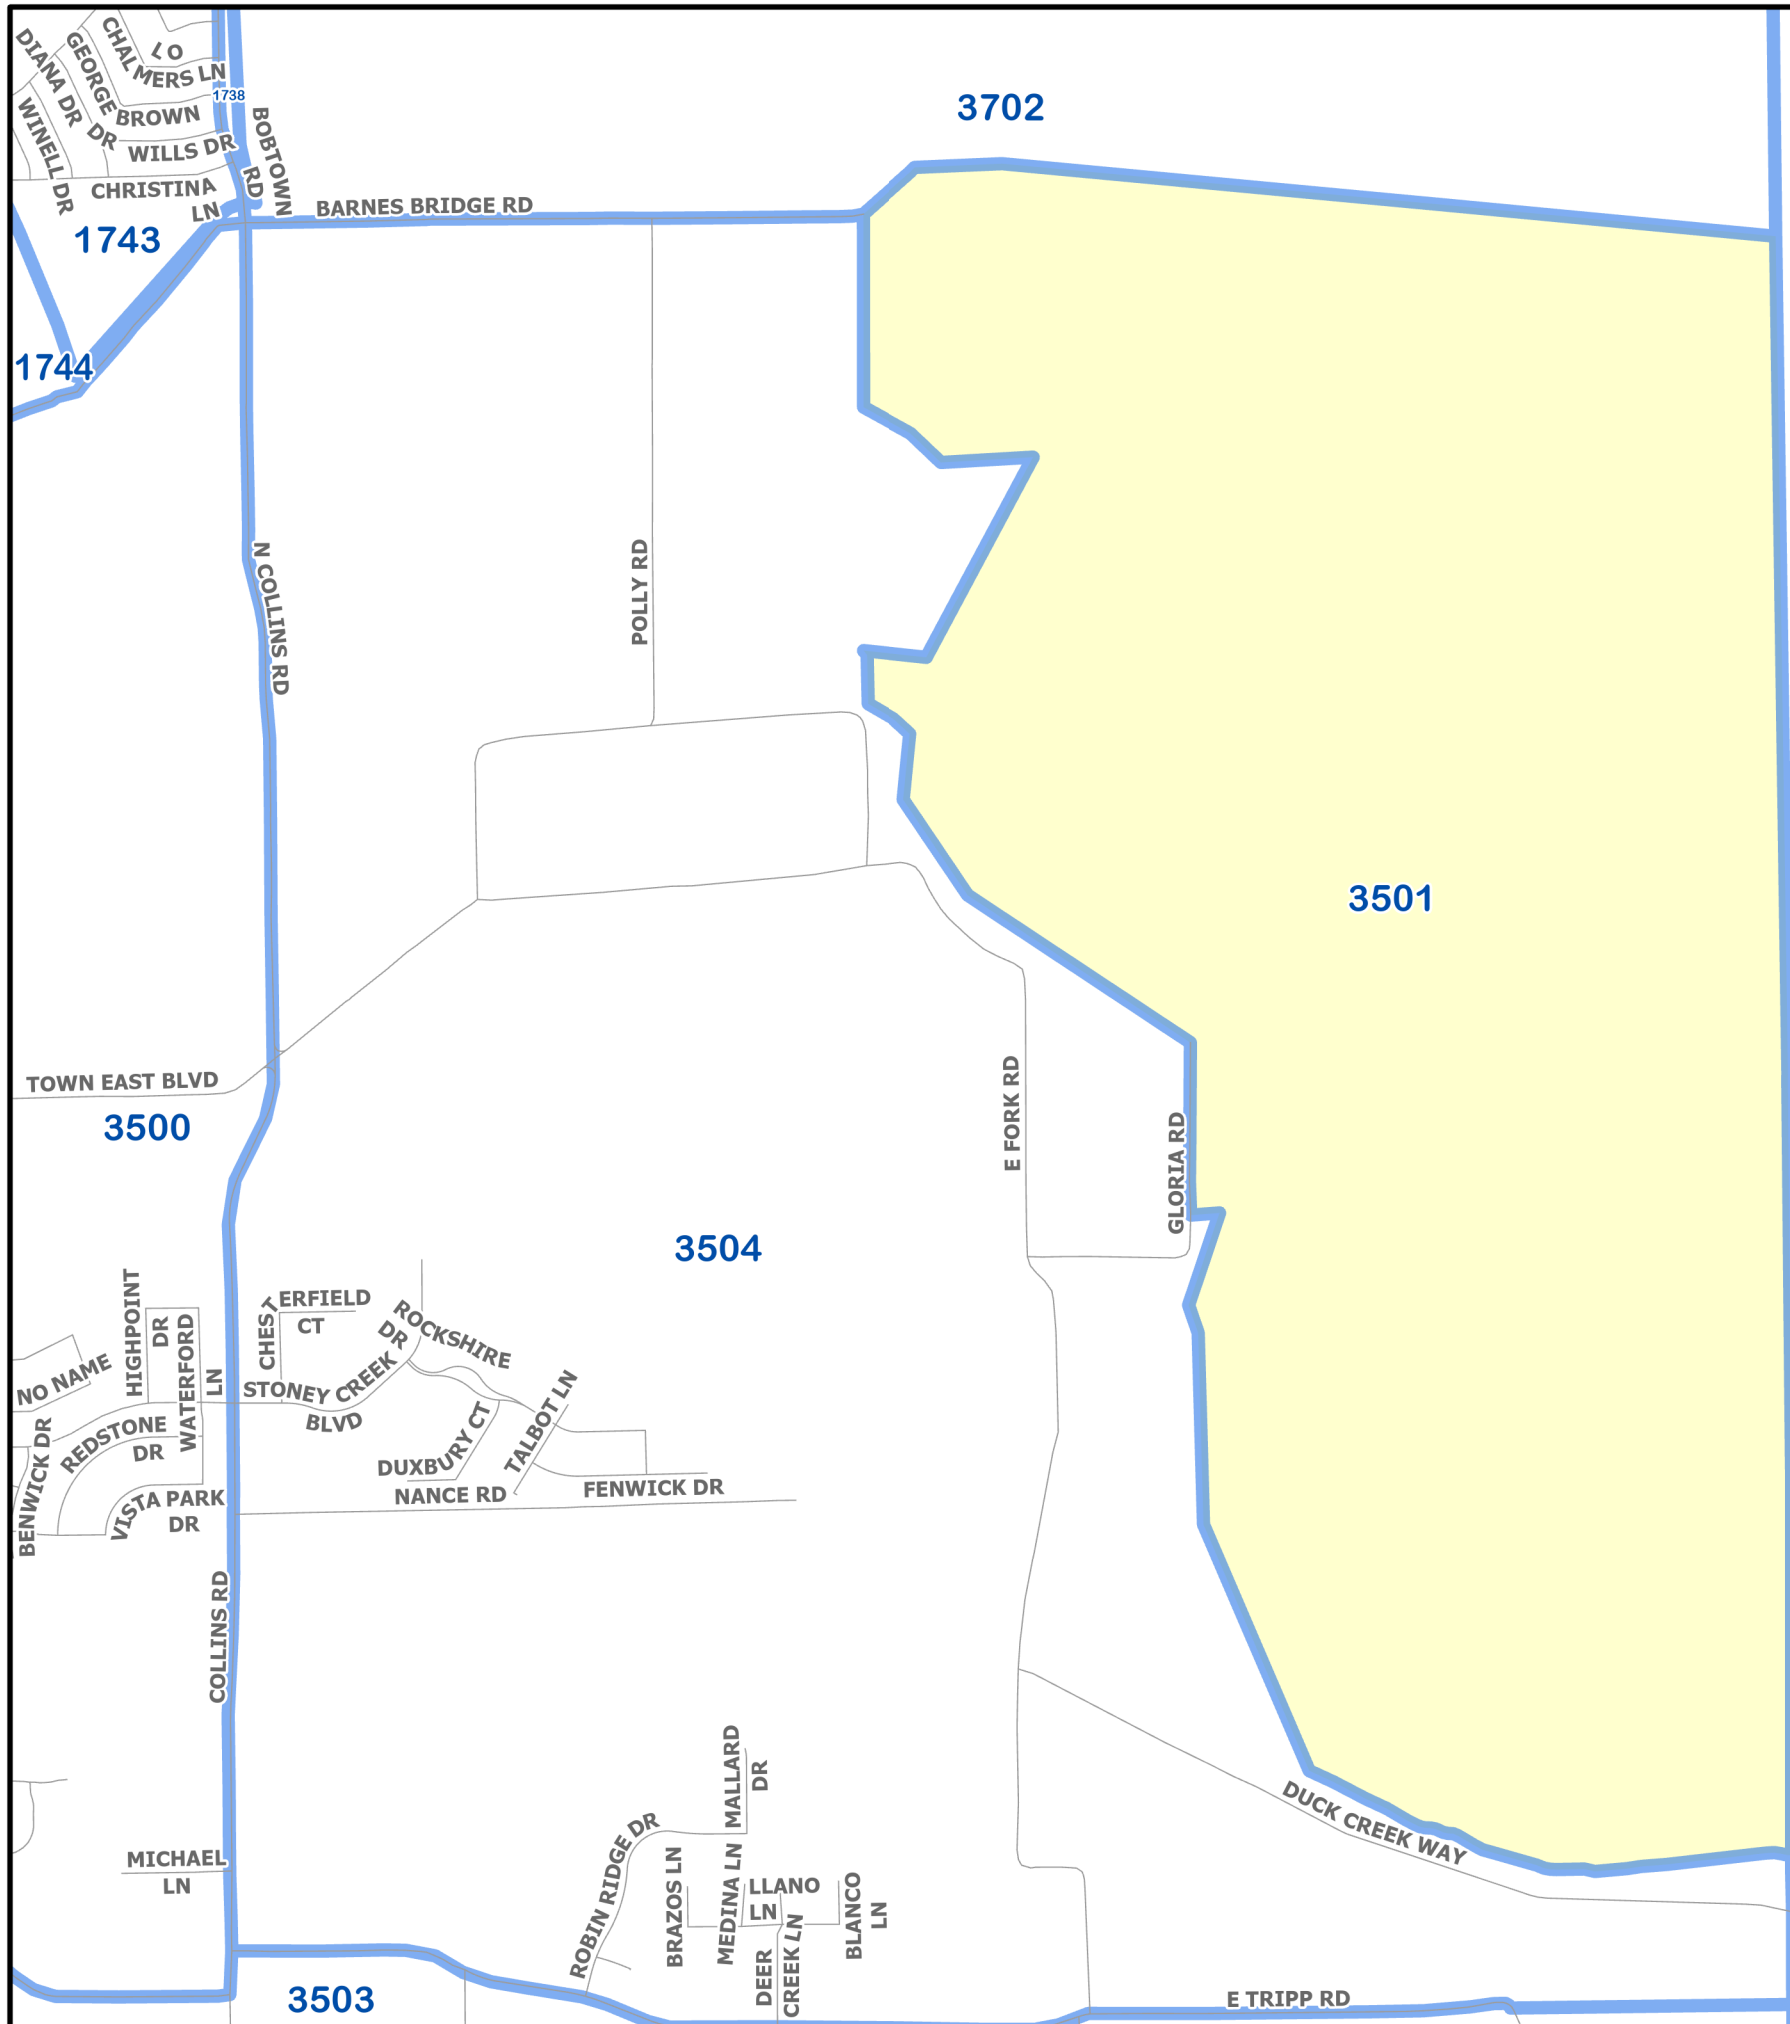 DIANA DR
GEORGE
BROWN
DR
CHALMERS LN
LO
WINELL DR
WILLS DR
CHRISTINA
LN
1738
BOBTOWN
RD
BARNES BRIDGE RD
3702
1743
1744
N COLLINS RD
POLLY RD
3501
TOWN EAST BLVD
3500
E FORK RD
GLORIA RD
3504
HIGHPOINT
DR
WATERFORD
LN
CHESTERFIELD
CT
ROCKSHIRE
DR
NO NAME
STONEY CREEK
BLVD
BENWICK DR
REDSTONE
DR
DUXBURY CT
TALBOT LN
NANCE RD
FENWICK DR
VISTA PARK
DR
COLLINS RD
MALLARD
DR
DUCK CREEK WAY
ROBIN RIDGE DR
MICHAEL
LN
BRAZOS LN
MEDINA LN
LLANO
LN
BLANCO
LN
DEER
CREEK LN
3503
E TRIPP RD